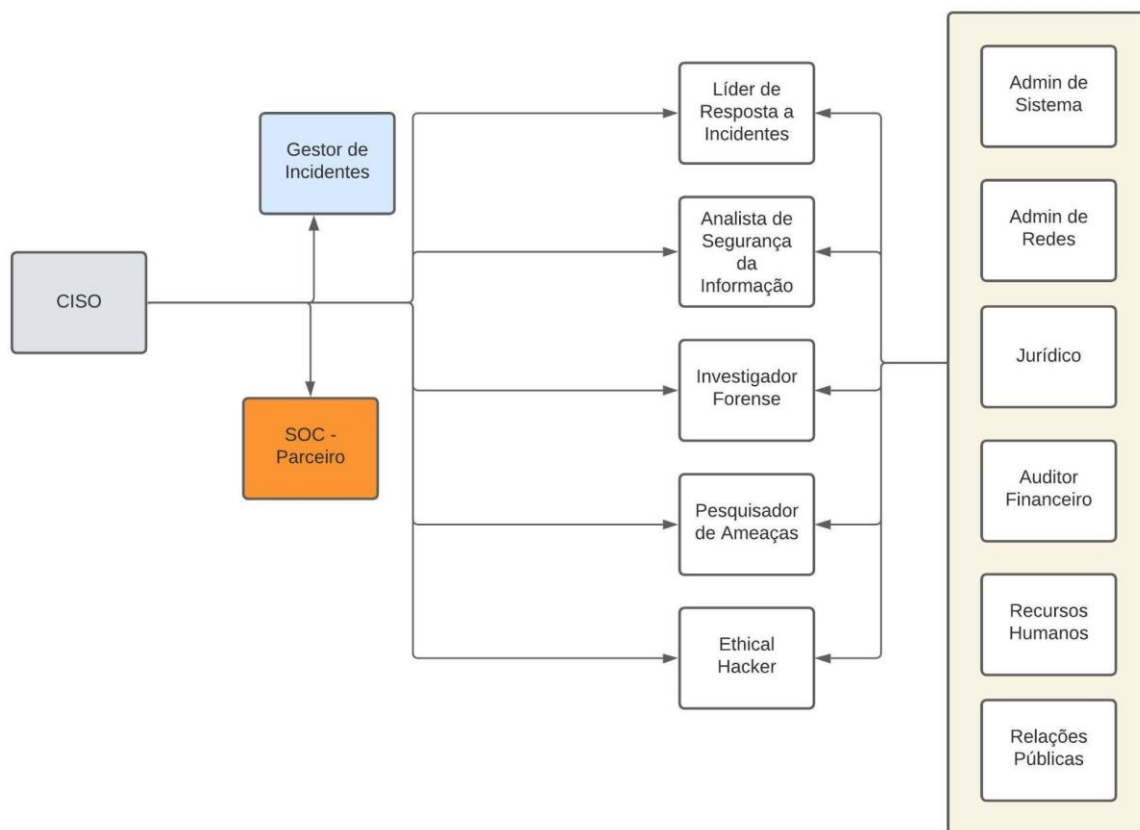 CISO
Gestor de
Incidentes
SOC -
Parceiro
Líder de
Resposta a
Incidentes
Analista de
Segurança
da
Informação
Investigador
Forense
Pesquisador
de Ameaças
Ethical
Hacker
Admin de
Sistema
Admin de
Redes
Jurídico
Auditor
Financeiro
Recursos
Humanos
Relações
Públicas